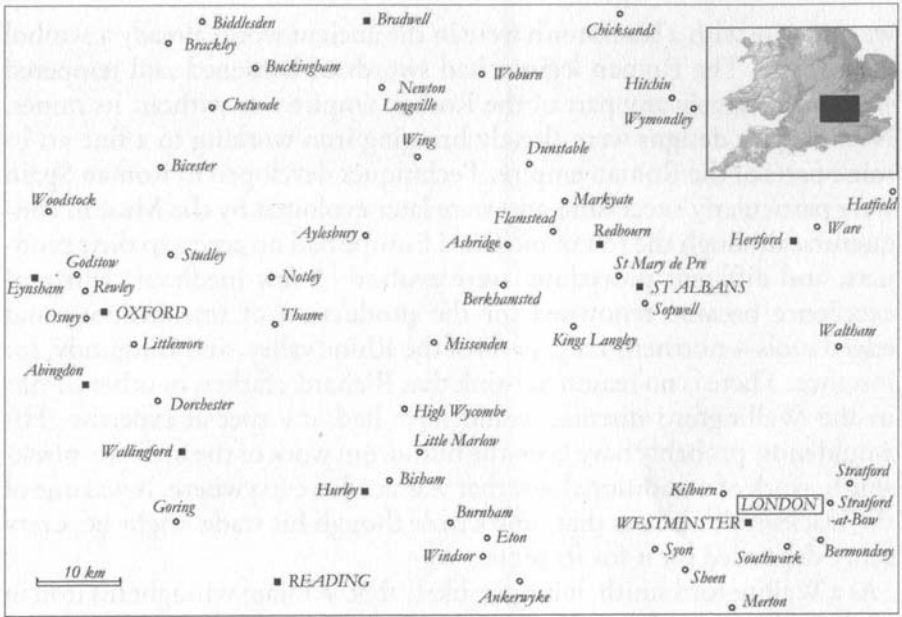 Biddlesden
Bradwell
Chicksands
Brackley
Buckingham
Woburn
Newton
Longville
Hitchin
Chetwode
Wymondley
Wing
Dunstable
Bicester
Woodstock
Markyate
Hatfield
Flamstead
Aylesbury
Ashridge
Redbourn
Ware
Hertford
Studley
Godstow
Notley
St Mary de Pre
Eynsham
Rewley
ST ALBANS
Berkhamsted
Sopwell
Osney
OXFORD
Thame
Waltham
Littlemore
Missenden
Kings Langley
Abingdon
Dorchester
High Wycombe
Wallingford
Little Marlow
Stratford
Bisham
Kilburn
LONDON
Stratford
at-Bow
Hurley
Goring
Burnham
WESTMINSTER
Eton
Syon
Southwark
Bermondsey
Windsor
Sheen
10 km
READING
Ankerwyke
Merton